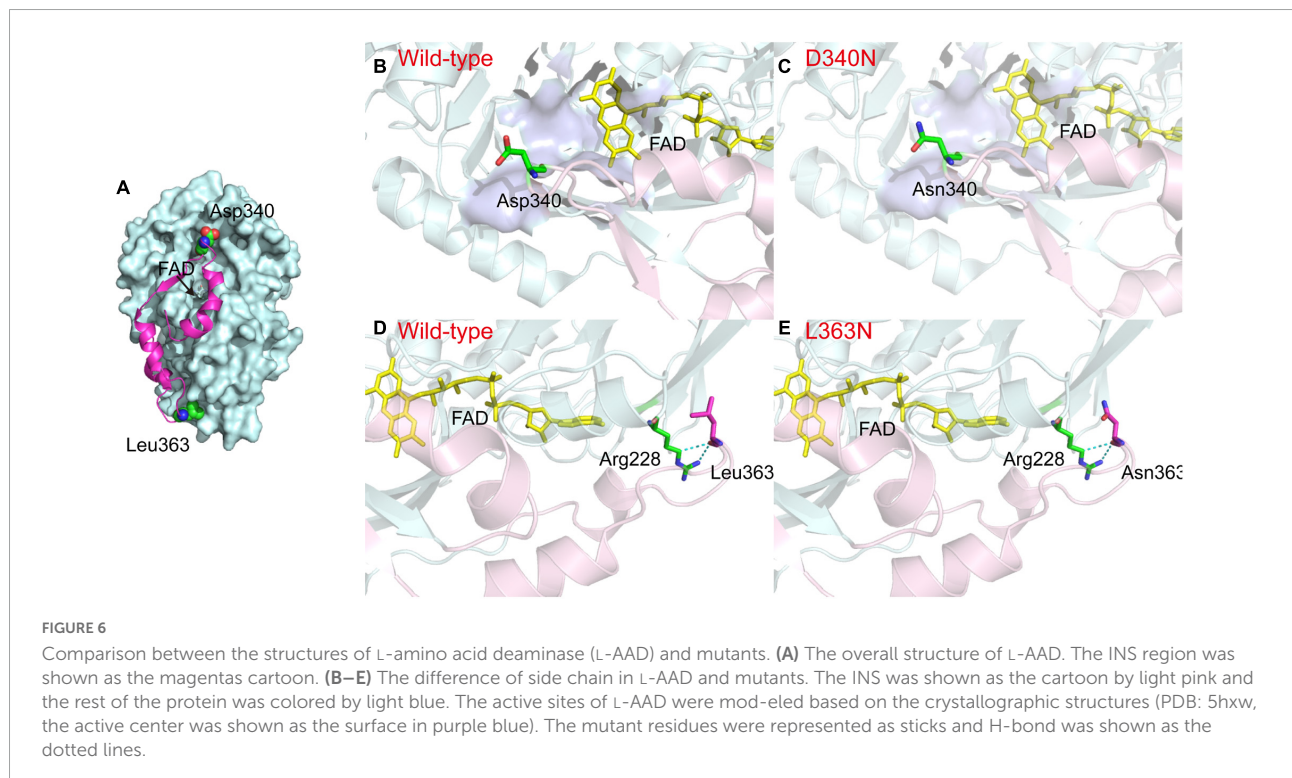 A
Asp340
FAD
Leu363
B Wild-type
FAD
Asp340
C D340N
FAD
Asn340
D Wild-type
FAD
Arg228
Leu363
E L363N
FAD
Arg228
Asn363
FIGURE 6
Comparison between the structures of L-amino acid deaminase (L-AAD) and mutants. (A) The overall structure of L-AAD. The INS region was
shown as the magentas cartoon. (B–E) The difference of side chain in L-AAD and mutants. The INS was shown as the cartoon by light pink and
the rest of the protein was colored by light blue. The active sites of L-AAD were mod-eled based on the crystallographic structures (PDB: 5hxw,
the active center was shown as the surface in purple blue). The mutant residues were represented as sticks and H-bond was shown as the
dotted lines.